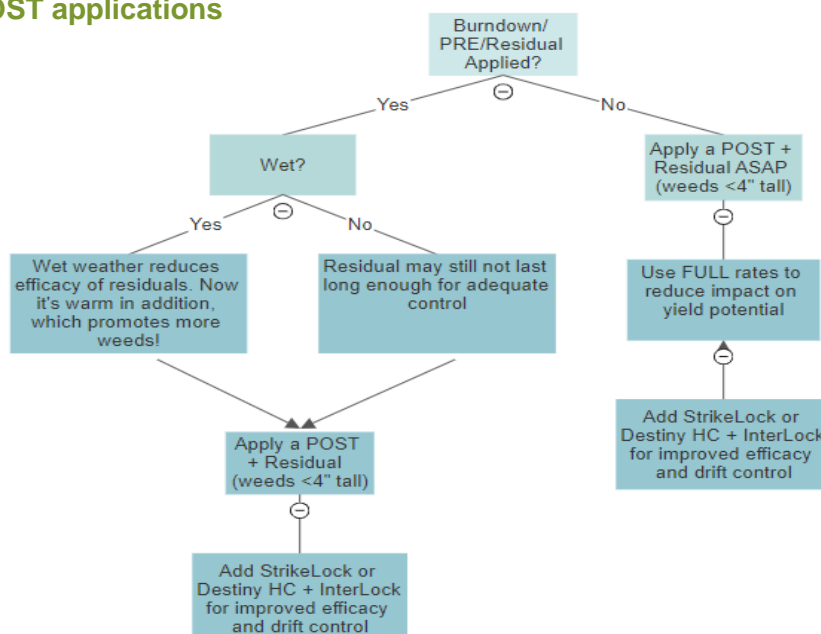 OST applications
Burndown/
PRE/Residual
Applied?
Yes
No
Wet?
Apply a POST +
Residual ASAP
(weeds <4" tall)
Yes
No
Wet weather reduces
efficacy of residuals. Now
it's warm in addition,
which promotes more
weeds!
Residual may still not last
long enough for adequate
control
Use FULL rates to
reduce impact on
yield potential
Apply a POST
+ Residual
(weeds <4" tall)
Add StrikeLock or
Destiny HC + InterLock
for improved efficacy
and drift control
Add StrikeLock or
Destiny HC + InterLock
for improved efficacy
and drift control